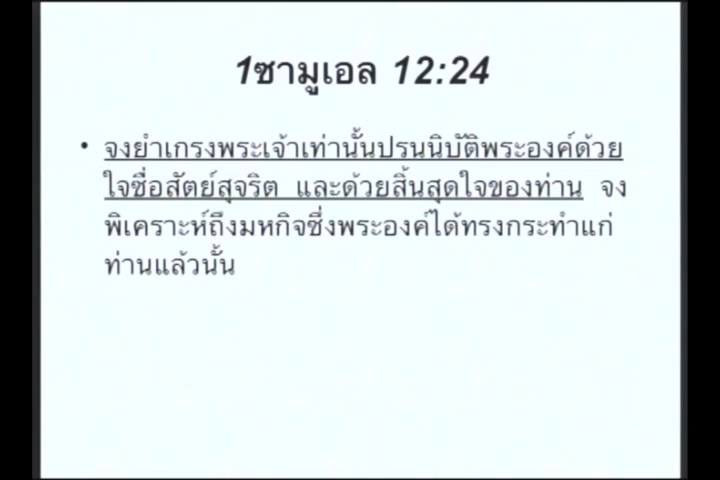 1ซามูเอล 12:24
• จงยำเกรงพระเจ้าเท่านั้นปรนนิบัติพระองค์ด้วย
ใจซื่อสัตย์สุจริต และด้วยสิ้นสุดใจของท่าน จง
พิเคราะห์ถึงมหกิจซึ่งพระองค์ได้ทรงกระทำแก่
ท่านแล้วนั้น